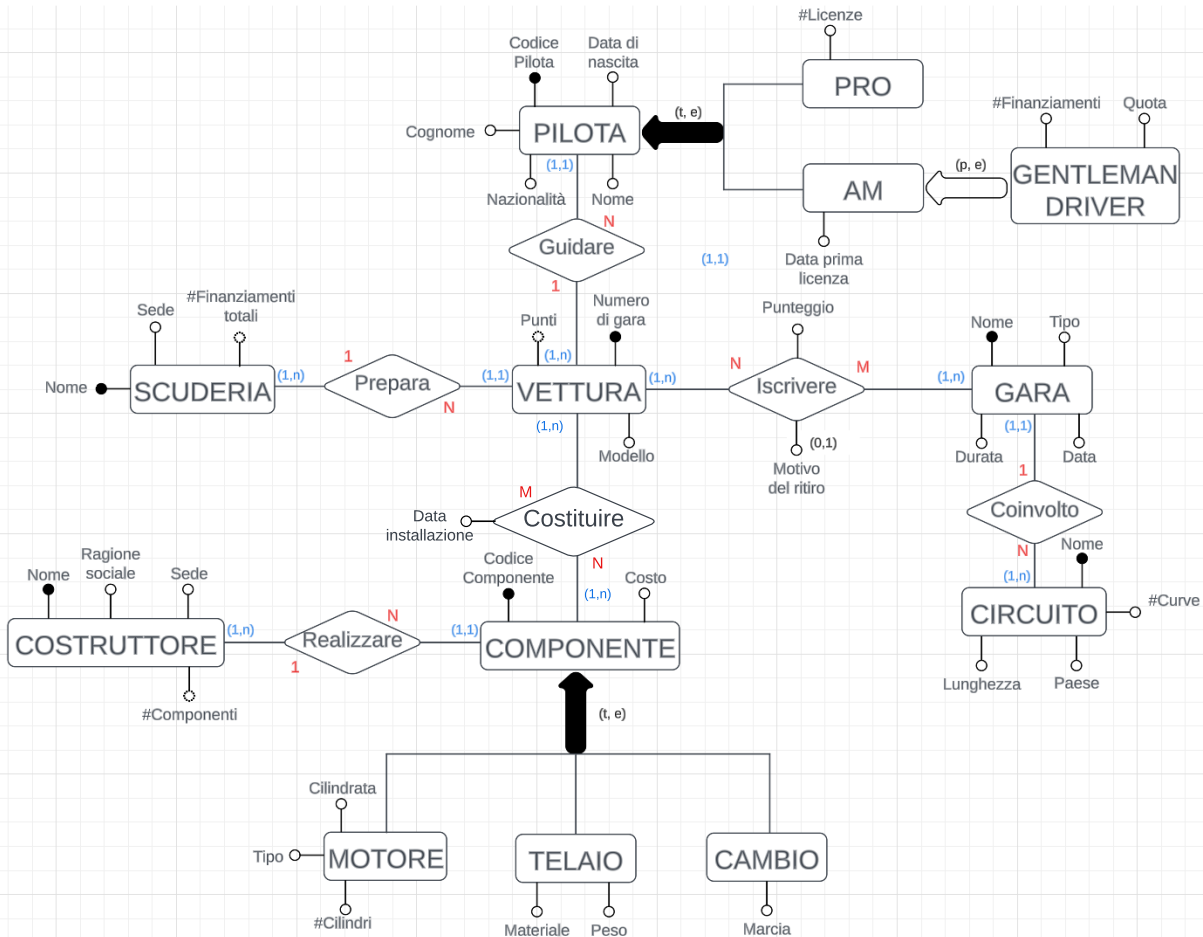 #Licenze
Codice
Pilota
Data di
nascita
PRO
#Finanziamenti
Quota
(t, e)
Cognome
PILOTA
(1,1)
(p, e)
GENTLEMAN
DRIVER
AM
Nazionalità
Nome
N
Guidare
1
Data prima
licenza
(1,1)
Sede
#Finanziamenti
totali
Punti
Numero
di gara
Punteggio
Nome
Tipo
Nome
SCUDERIA
(1,n)
1
Prepara
N
(1,1)
(1,n)
VETTURA
(1,n)
(1,n)
Modello
N
Iscrivere
M
(0,1)
Motivo
del ritiro
(1,n)
GARA
(1,1)
Durata
Data
1
Coinvolto
N
(1,n)
Nome
M
Data
installazione
Costituire
N
(1,n)
Codice
Componente
Costo
Nome
Ragione
sociale
Sede
#Curve
CIRCUITO
Lunghezza
Paese
COSTRUTTORE
(1,n)
1
Realizzare
N
(1,1)
COMPONENTE
#Componenti
(t, e)
Cilindrata
Tipo
MOTORE
#Cilindri
TELAIO
Materiale
Peso
CAMBIO
Marcia